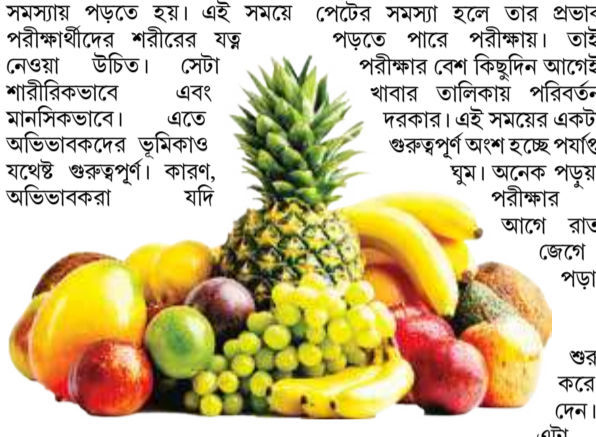 সমস্যায় পড়তে হয়। এই সময়ে
পরীক্ষার্থীদের শরীরের যত্ন
নেওয়া উচিত। সেটা
শারীরিকভাবে এবং
মানসিকভাবে। এতে
অভিভাবকদের ভূমিকাও
যথেষ্ট গুরুত্বপূর্ণ। কারণ,
অভিভাবকরা যদি
পেটের সমস্যা হলে তার প্রভাব
পড়তে পারে পরীক্ষায়। তাই
পরীক্ষার বেশ কিছুদিন আগেই
খাবার তালিকায় পরিবর্তন
দরকার। এই সময়ের একটা
গুরুত্বপূর্ণ অংশ হচ্ছে পর্যাপ্ত
ঘুম। অনেক পড়ুয়া
পরীক্ষার
আগে রাত
জেগে
পড়া
শুরু
করে
দেন।
এটা